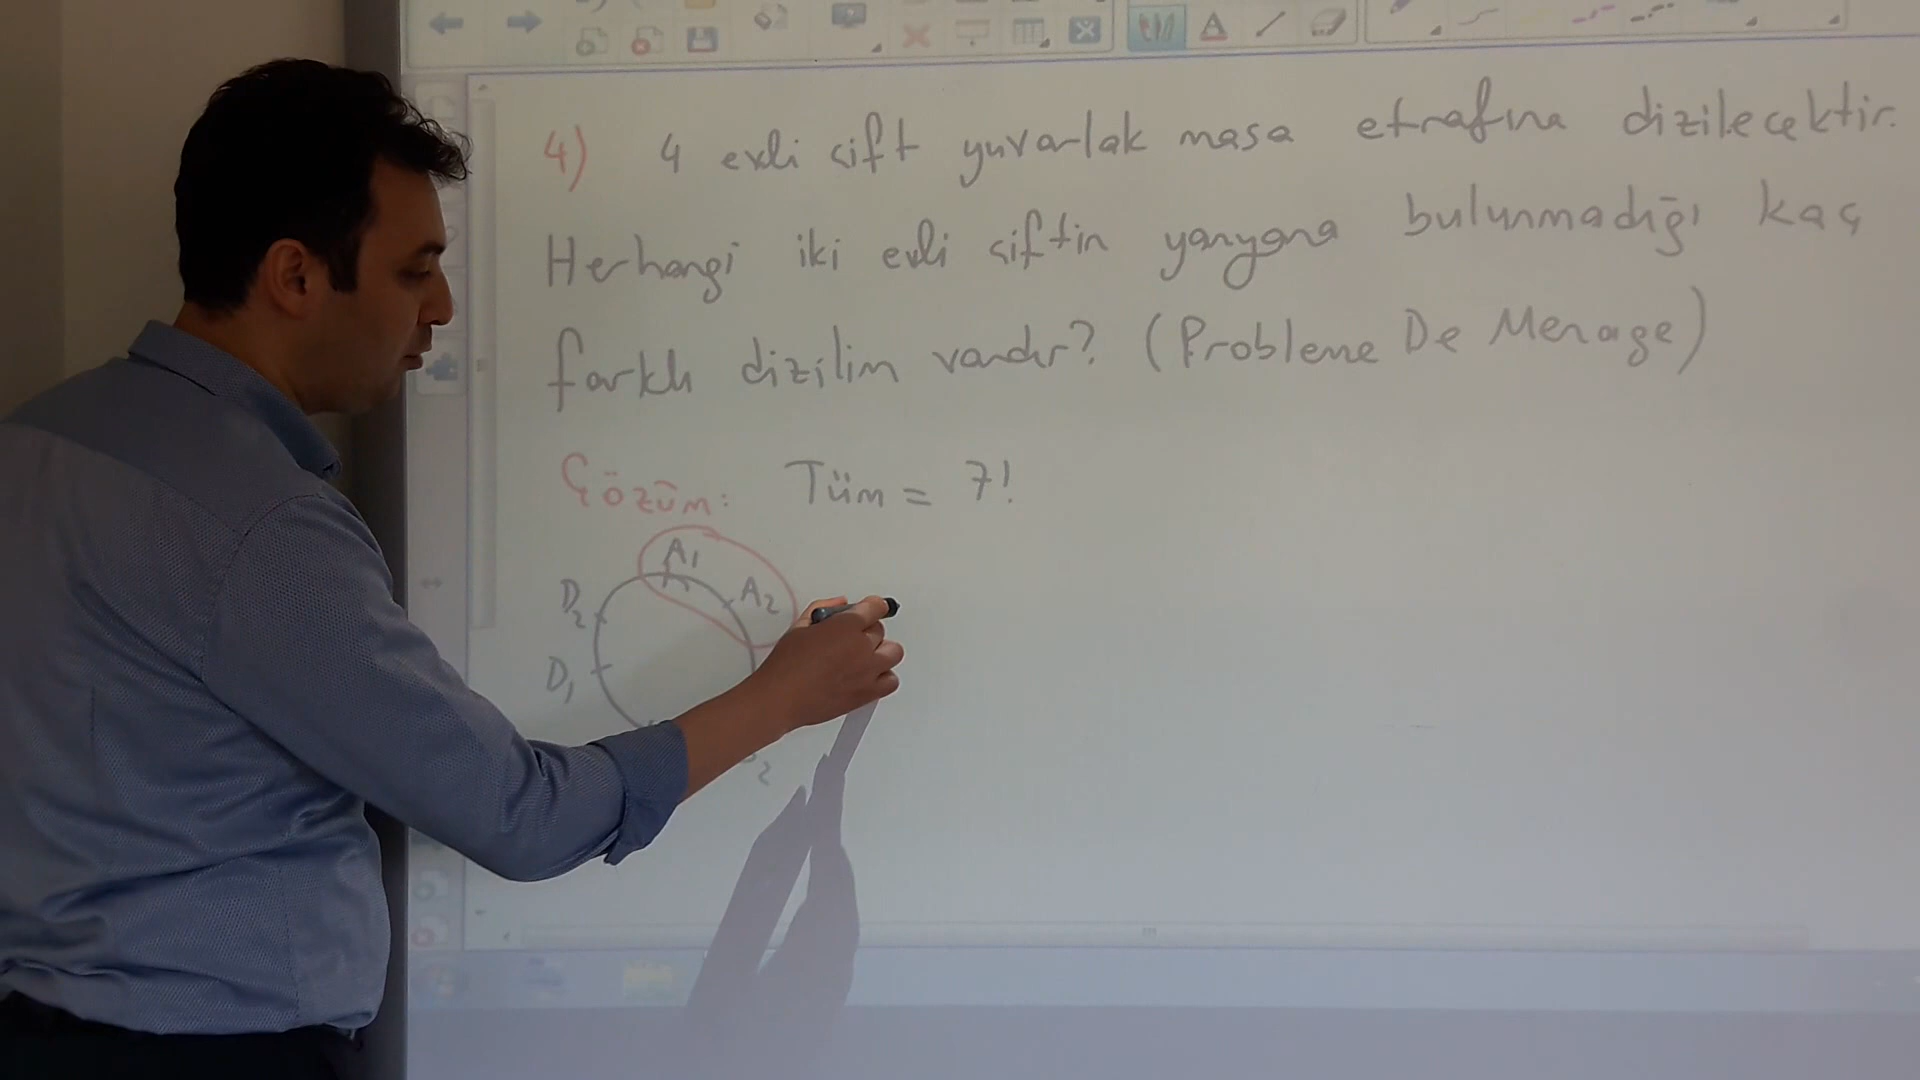 4) 4 evli çift yuvarlak masa etrafına dizilecektir.
Herhangi iki evli çiftin yanyana bulunmadığı kaç
farklı dizilim vardır? (Probleme De Menage)
Çözüm: Tüm = 7!
A1
A2
D2
D1
2